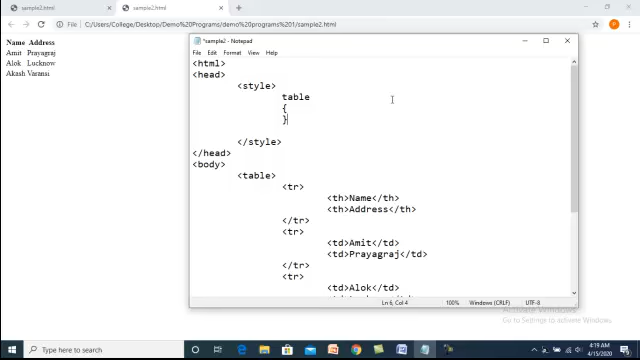 sample2.html
sample2.html
File | C:/Users/College/Desktop/Demo%20Programs/demo%20programs%201/sample2.html
Name Address
Amit Prayagraj
Alok Lucknow
Akash Varansi
*sample2 - Notepad
File Edit Format View Help
<html>
<head>
<style>
table
{
}
</style>
</head>
<body>
<table>
<tr>
<th>Name</th>
<th>Address</th>
</tr>
<tr>
<td>Amit</td>
<td>Prayagraj</td>
</tr>
<tr>
<td>Alok</td>
Ln 6, Col 4 100% Windows (CRLF) UTF-8
Activate Windows
Go to Settings to activate Windows.
Type here to search
4:19 AM
4/15/2020